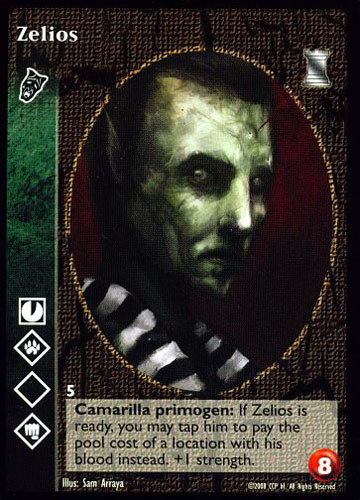 Zelios
5
Camarilla primogen: If Zelios is
ready, you may tap him to pay the
pool cost of a location with his
blood instead. +1 strength.
8
Illus: Sam Arraya
©2008 CCP hf. All Rights Reserved